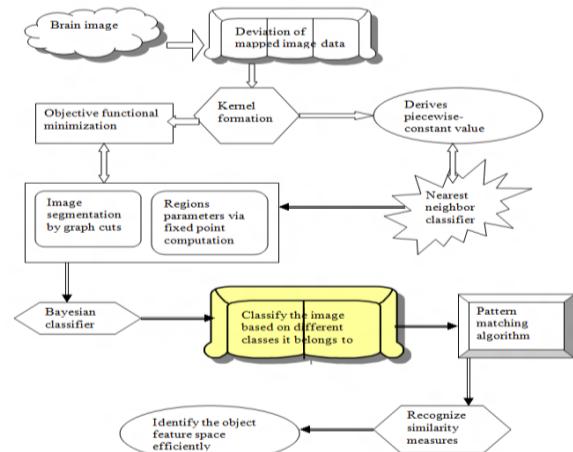 Brain image
Deviation of
mapped image data
Kernel
formation
Objective functional
minimization
Derives
piecewise-
constant value
Image
segmentation
by graph cuts
Regions
parameters via
fixed point
computation
Nearest
neighbor
classifier
Bayesian
classifier
Classify the image
based on different
classes it belongs to
Pattern
matching
algorithm
Recognize
similarity
measures
Identify the object
feature space
efficiently